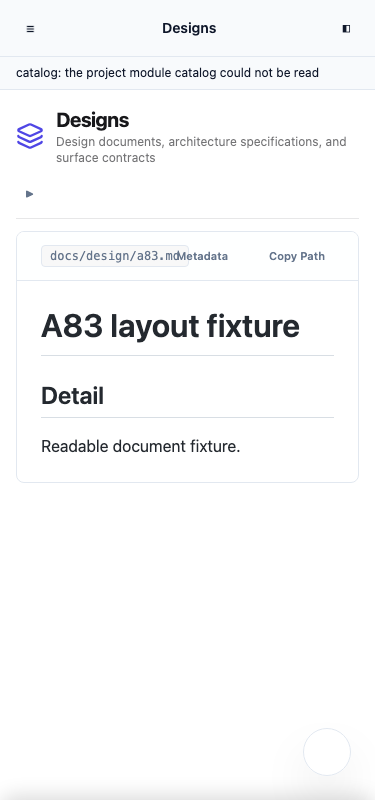 Designs
catalog: the project module catalog could not be read
Designs
Design documents, architecture specifications, and
surface contracts
docs/design/a83.md
Metadata
Copy Path
A83 layout fixture
Detail
Readable document fixture.